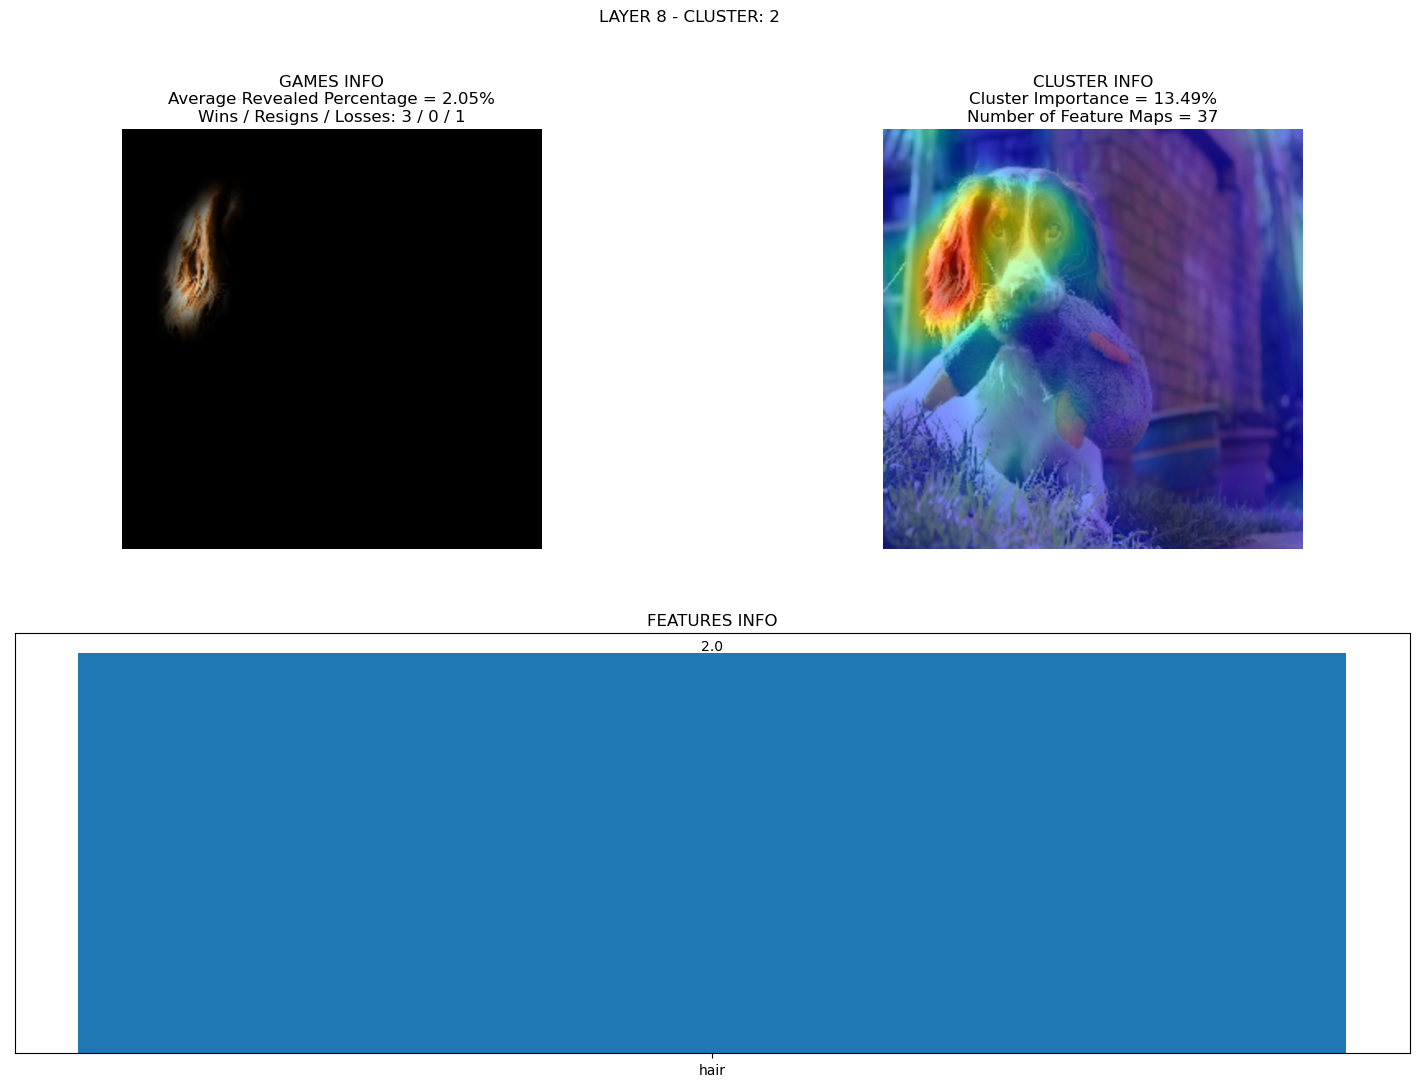 LAYER 8 - CLUSTER: 2
GAMES INFO
Average Revealed Percentage = 2.05%
Wins / Resigns / Losses: 3 / 0 / 1
CLUSTER INFO
Cluster Importance = 13.49%
Number of Feature Maps = 37
FEATURES INFO
2.0
hair